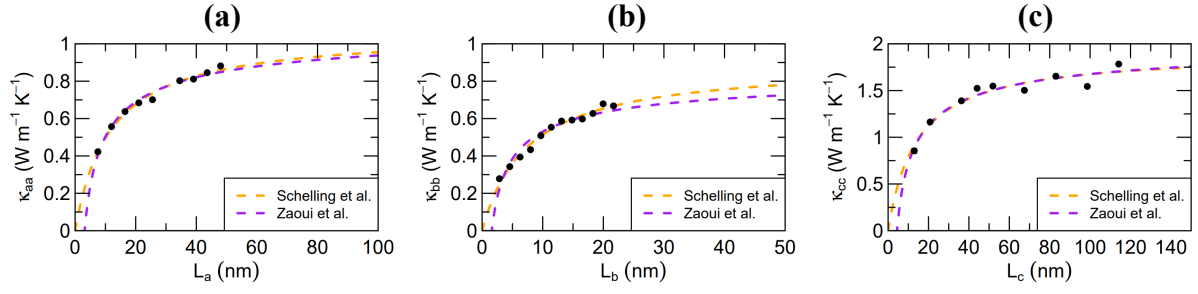 (a)
κaa (W m⁻¹ K⁻¹)
1
0.8
0.6
0.4
0.2
0
0 20 40 60 80 100
La (nm)
Schelling et al.
Zaoui et al.
(b)
κbb (W m⁻¹ K⁻¹)
1
0.8
0.6
0.4
0.2
0
0 10 20 30 40 50
Lb (nm)
Schelling et al.
Zaoui et al.
(c)
κcc (W m⁻¹ K⁻¹)
2
1.5
1
0.5
0
0 20 40 60 80 100 120 140
Lc (nm)
Schelling et al.
Zaoui et al.